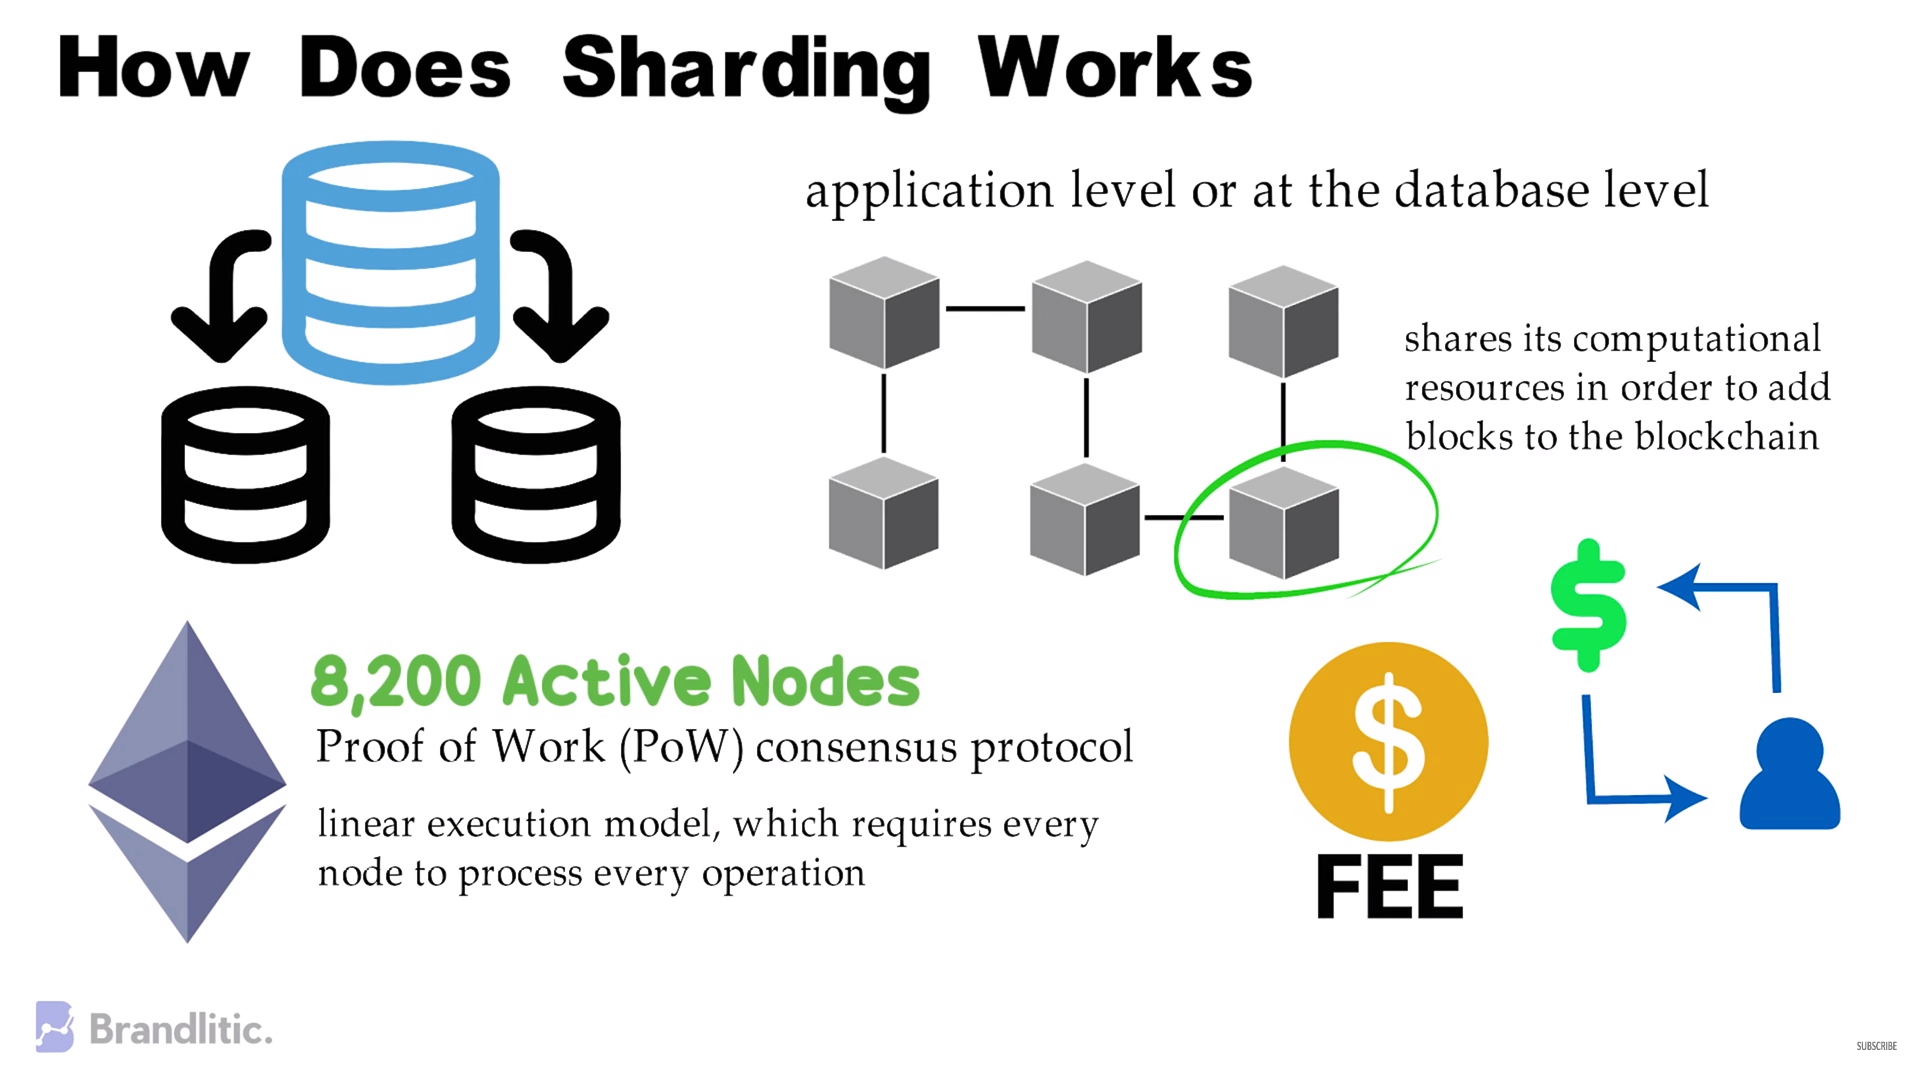 How Does Sharding Works
application level or at the database level
shares its computational
resources in order to add
blocks to the blockchain
8,200 Active Nodes
Proof of Work (PoW) consensus protocol
linear execution model, which requires every
node to process every operation
$
$
FEE
Brandlitic.
SUBSCRIBE